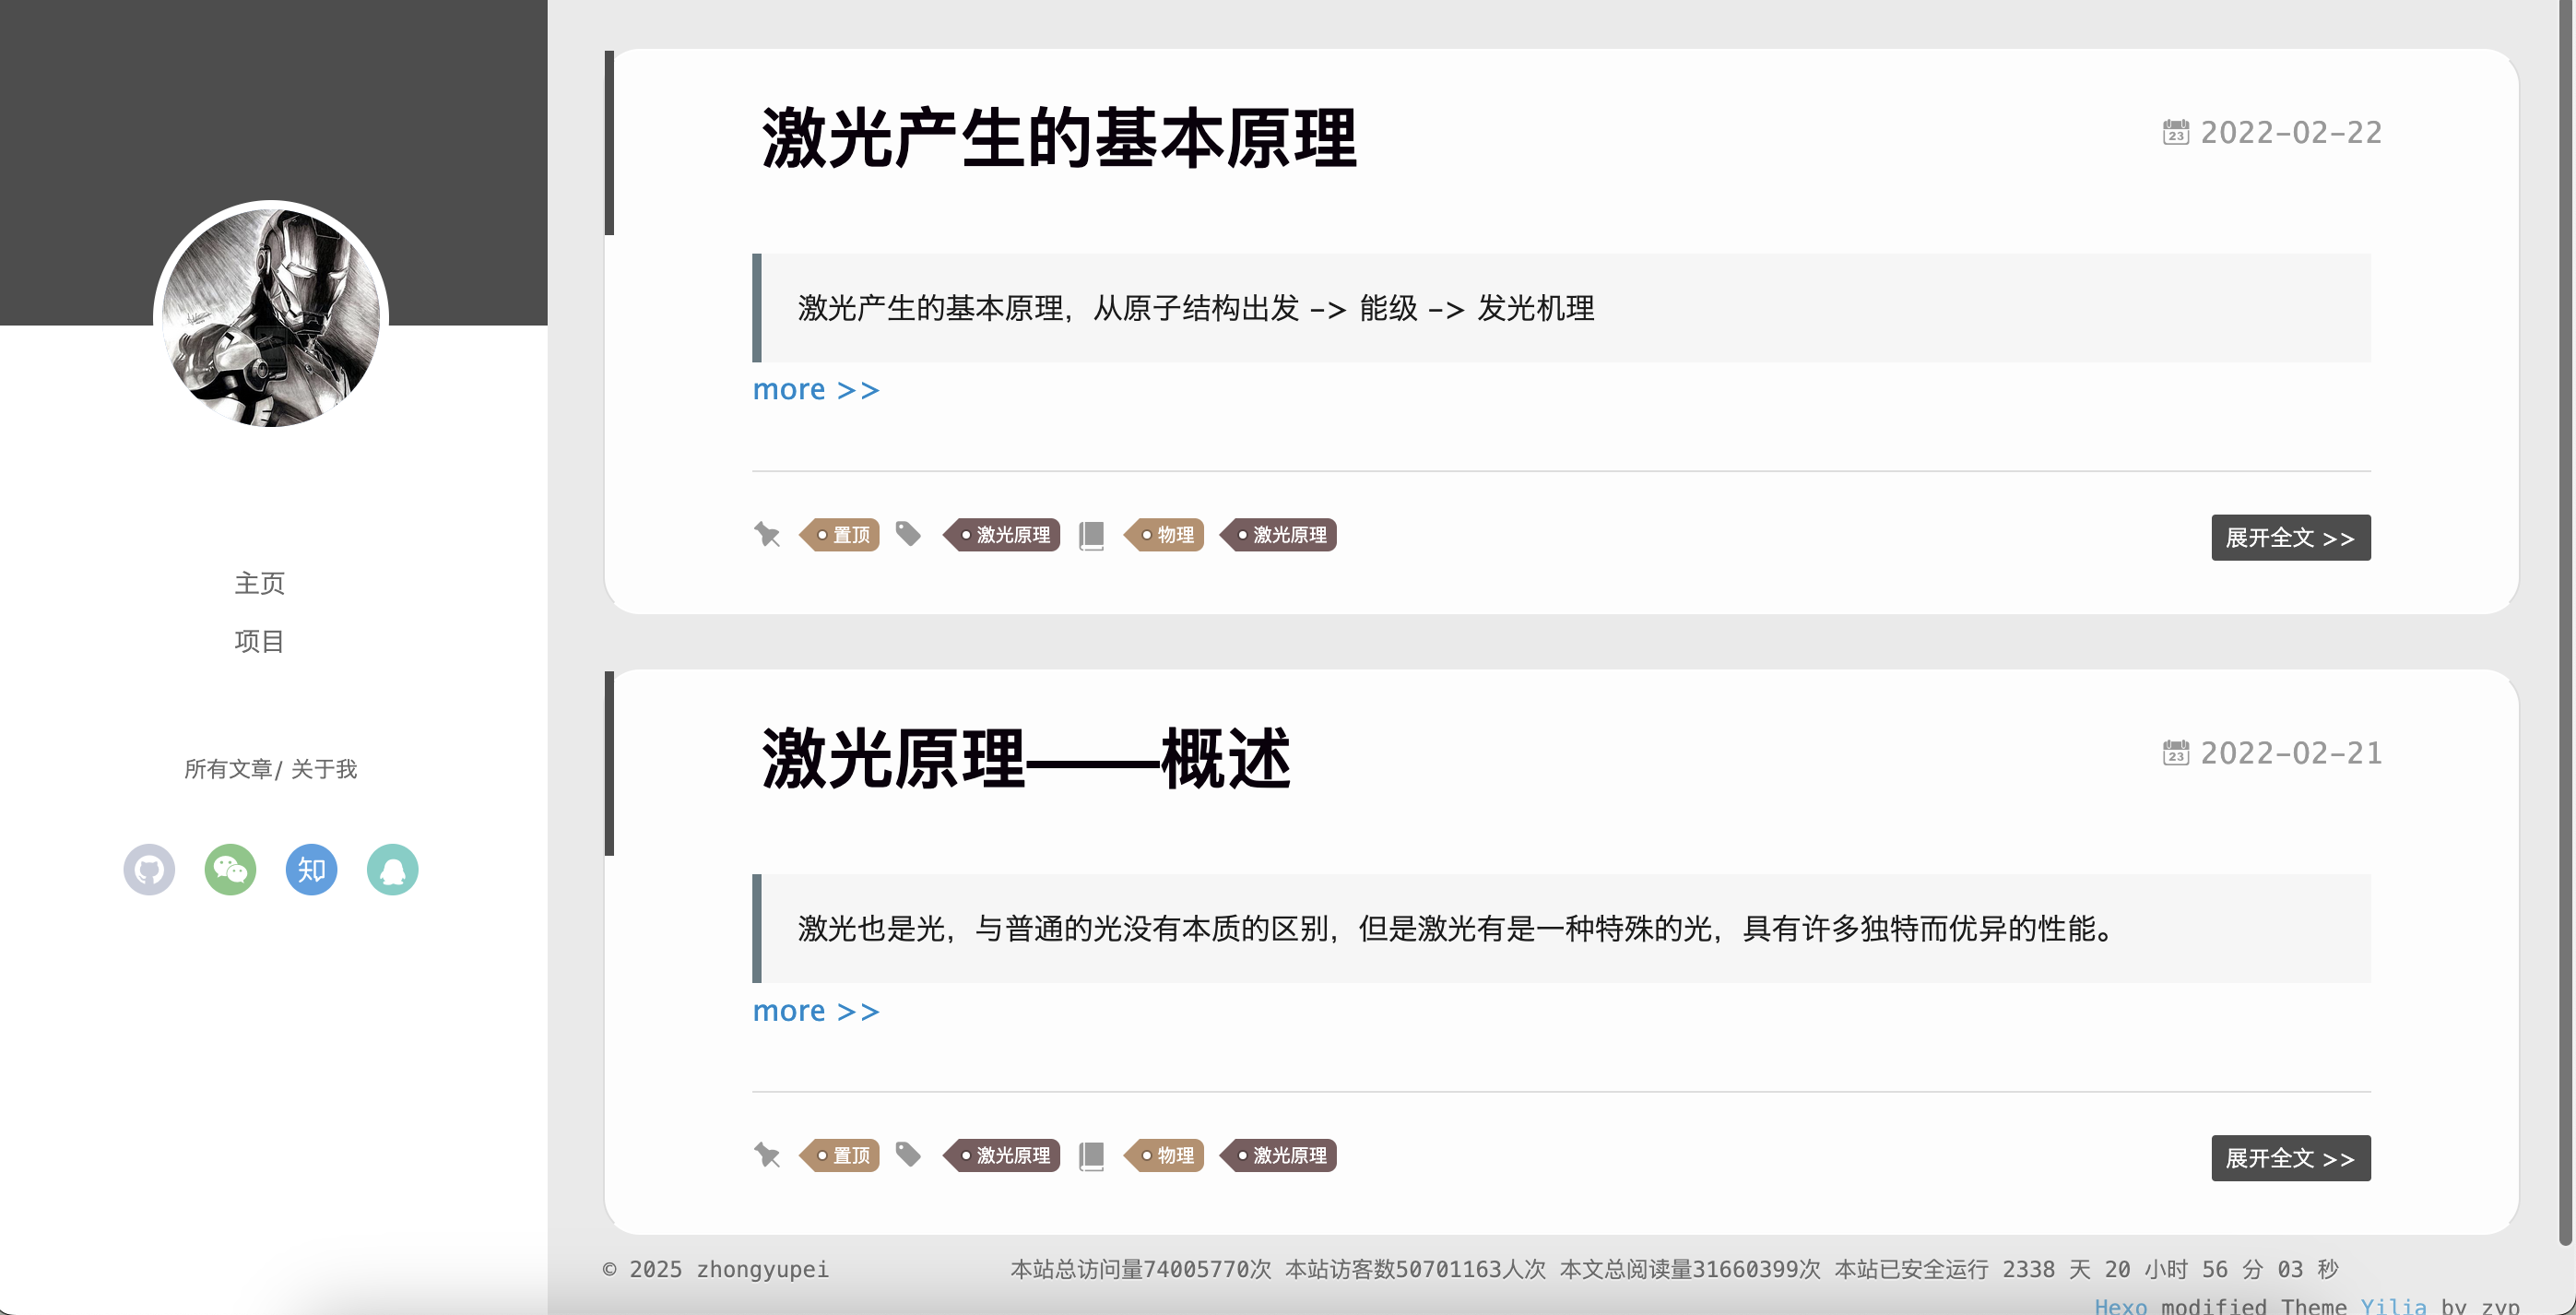 主页
项目
所有文章/ 关于我
知
激光产生的基本原理
23 2022-02-22
激光产生的基本原理，从原子结构出发 -> 能级 -> 发光机理
more >>
置顶 激光原理 物理 激光原理
展开全文 >>
激光原理——概述
23 2022-02-21
激光也是光，与普通的光没有本质的区别，但是激光有是一种特殊的光，具有许多独特而优异的性能。
more >>
置顶 激光原理 物理 激光原理
展开全文 >>
© 2025 zhongyupei 本站总访问量74005770次 本站访客数50701163人次 本文总阅读量31660399次 本站已安全运行 2338 天 20 小时 56 分 03 秒
Hexo modified Theme Yilia by zyp